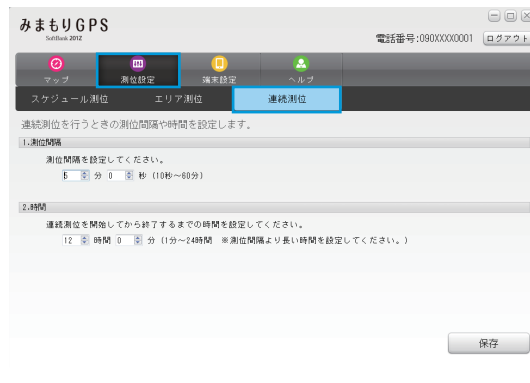 みまもりGPS
SoftBank 2012
電話番号:090XXXX0001 ログアウト
マップ 測位設定 端末設定 ヘルプ
スケジュール測位 エリア測位 連続測位
連続測位を行うときの測位間隔や時間を設定します。
1.測位間隔
測位間隔を設定してください。
5 分 0 秒 (10秒～60分)
2.時間
連続測位を開始してから終了するまでの時間を設定してください。
12 時間 0 分 (1分～24時間 ※測位間隔より長い時間を設定してください。)
保存